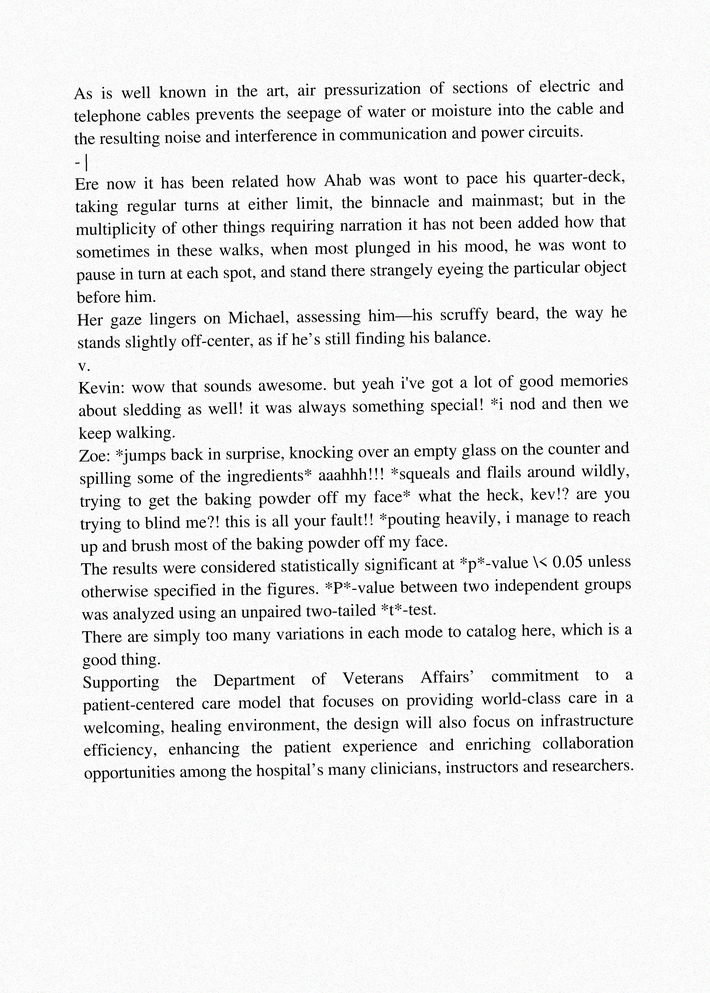 As is well known in the art, air pressurization of sections of electric and
telephone cables prevents the seepage of water or moisture into the cable and
the resulting noise and interference in communication and power circuits.
- |
Ere now it has been related how Ahab was wont to pace his quarter-deck,
taking regular turns at either limit, the binnacle and mainmast; but in the
multiplicity of other things requiring narration it has not been added how that
sometimes in these walks, when most plunged in his mood, he was wont to
pause in turn at each spot, and stand there strangely eyeing the particular object
before him.
Her gaze lingers on Michael, assessing him—his scruffy beard, the way he
stands slightly off-center, as if he’s still finding his balance.
v.
Kevin: wow that sounds awesome. but yeah i've got a lot of good memories
about sledding as well! it was always something special! *i nod and then we
keep walking.
Zoe: *jumps back in surprise, knocking over an empty glass on the counter and
spilling some of the ingredients* aaahhh!!! *squeals and flails around wildly,
trying to get the baking powder off my face* what the heck, kev!? are you
trying to blind me?! this is all your fault!! *pouting heavily, i manage to reach
up and brush most of the baking powder off my face.
The results were considered statistically significant at *p*-value \< 0.05 unless
otherwise specified in the figures. *P*-value between two independent groups
was analyzed using an unpaired two-tailed *t*-test.
There are simply too many variations in each mode to catalog here, which is a
good thing.
Supporting the Department of Veterans Affairs’ commitment to a
patient-centered care model that focuses on providing world-class care in a
welcoming, healing environment, the design will also focus on infrastructure
efficiency, enhancing the patient experience and enriching collaboration
opportunities among the hospital’s many clinicians, instructors and researchers.